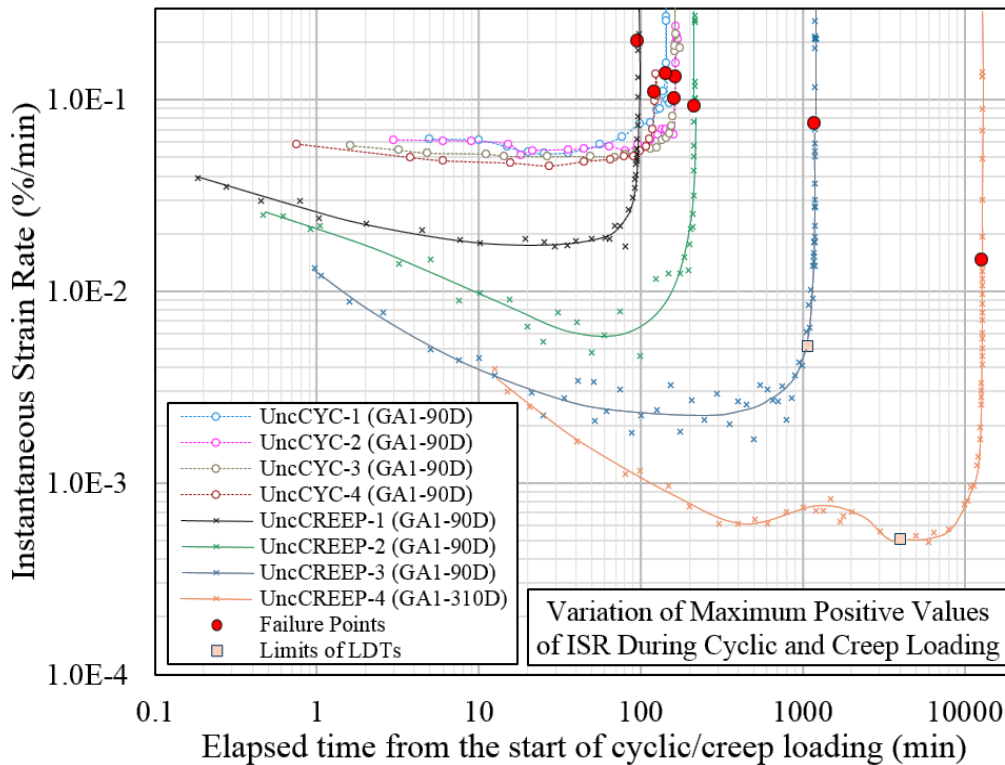 Instantaneous Strain Rate (%/min)
1.0E-1
1.0E-2
1.0E-3
1.0E-4
UncCYC-1 (GA1-90D)
UncCYC-2 (GA1-90D)
UncCYC-3 (GA1-90D)
UncCYC-4 (GA1-90D)
UncCREEP-1 (GA1-90D)
UncCREEP-2 (GA1-90D)
UncCREEP-3 (GA1-90D)
UncCREEP-4 (GA1-310D)
Failure Points
Limits of LDTs
Variation of Maximum Positive Values
of ISR During Cyclic and Creep Loading
0.1 1 10 100 1000 10000
Elapsed time from the start of cyclic/creep loading (min)